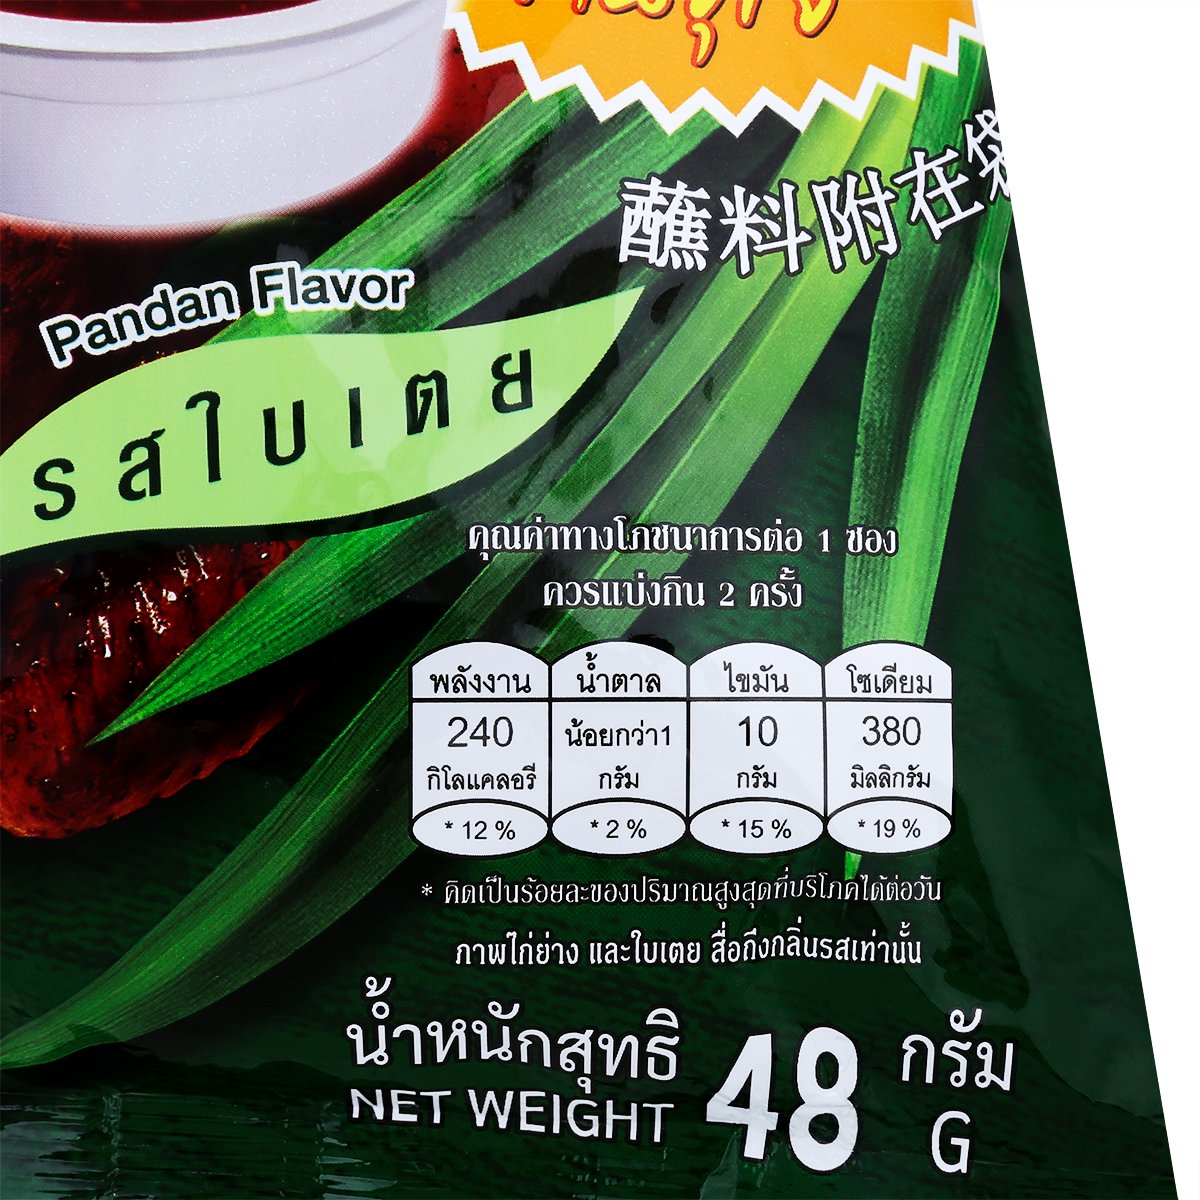 蘸料附在袋
Pandan Flavor
รสใบเตย
คุณค่าทางโภชนาการต่อ 1 ซอง
ควรแบ่งกิน 2 ครั้ง
พลังงาน น้ำตาล ไขมัน โซเดียม
240 น้อยกว่า1 10 380
กิโลแคลอรี กรัม กรัม มิลลิกรัม
* 12 % * 2 % * 15 % * 19 %
* คิดเป็นร้อยละของปริมาณสูงสุดที่บริโภคได้ต่อวัน
ภาพไก่ย่าง และใบเตย สื่อถึงกลิ่นรสเท่านั้น
น้ำหนักสุทธิ 48 กรัม
NET WEIGHT G